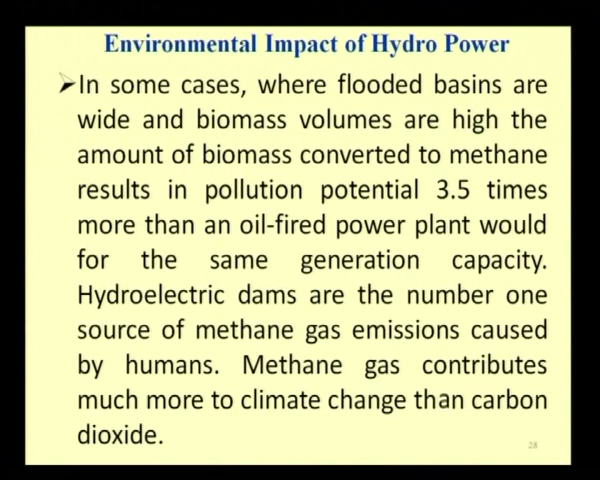 Environmental Impact of Hydro Power
➢In some cases, where flooded basins are
wide and biomass volumes are high the
amount of biomass converted to methane
results in pollution potential 3.5 times
more than an oil-fired power plant would
for the same generation capacity.
Hydroelectric dams are the number one
source of methane gas emissions caused
by humans. Methane gas contributes
much more to climate change than carbon
dioxide.
28